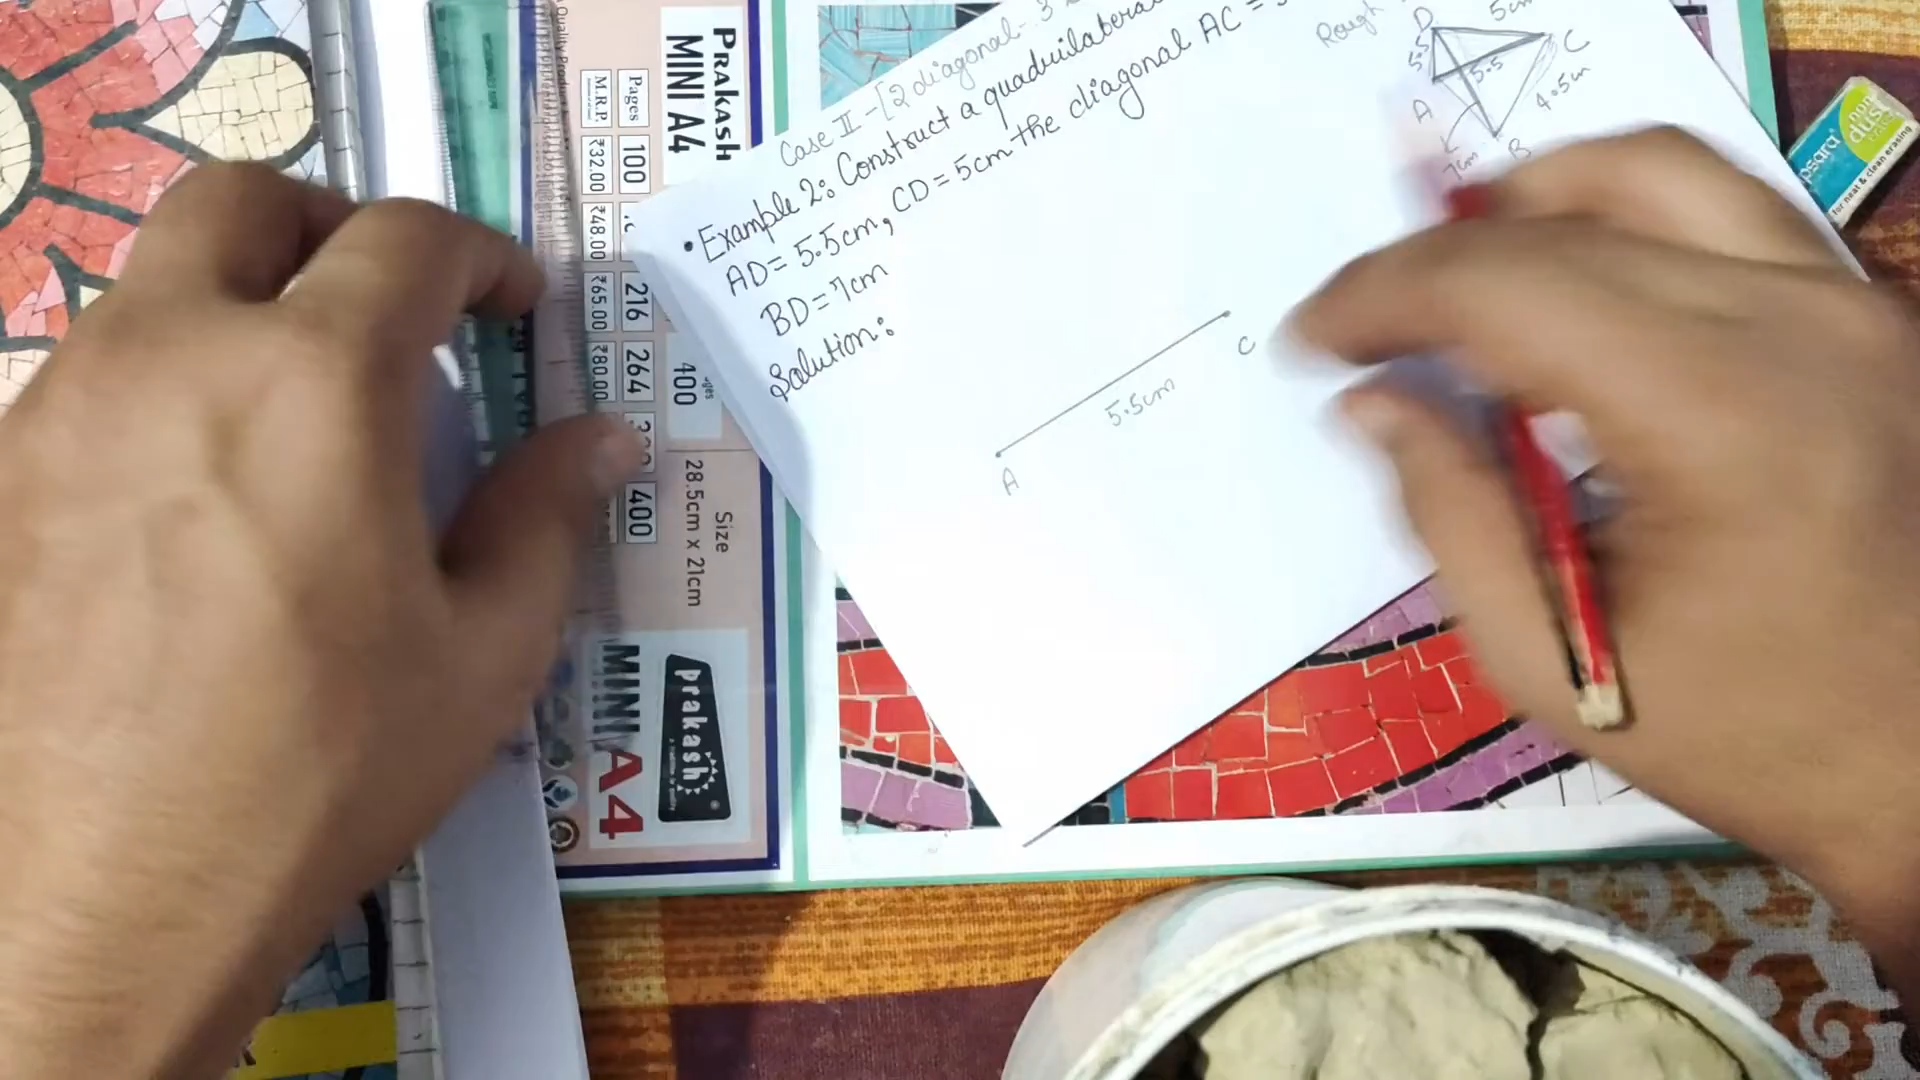 Case II - [2 diagonal - 3
• Example 2: Construct a quadrilateral
AD = 5.5cm, CD = 5cm the diagonal AC =
BD = 7cm
Solution:
A
5.5cm
C
Rough
D
5cm
C
5.5
5.5
A
4.5cm
7cm
B
PRAKASH
MINI A4
Pages 100
M.R.P. ₹32.00
₹48.00
216 ₹65.00
264 ₹80.00
400
400
Size
28.5cm x 21cm
prakash
MINI A4
A Quality Product
apsara
non
dust
for neat & clean erasing